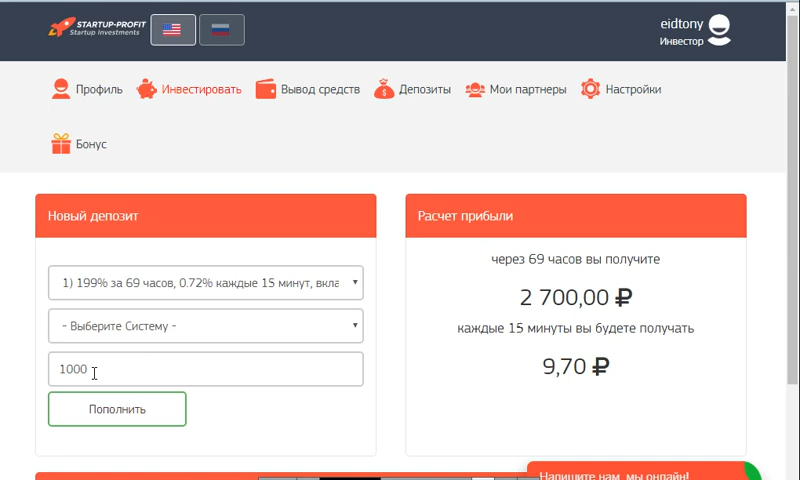 STARTUP-PROFIT
Startup Investments
eidtony
Инвестор
Профиль
Инвестировать
Вывод средств
Депозиты
Мои партнеры
Настройки
Бонус
Новый депозит
1) 199% за 69 часов, 0.72% каждые 15 минут, вкла
- Выберите Систему -
1000
Пополнить
Расчет прибыли
через 69 часов вы получите
2 700,00 ₽
каждые 15 минуты вы будете получать
9,70 ₽
Напишите нам, мы онлайн!